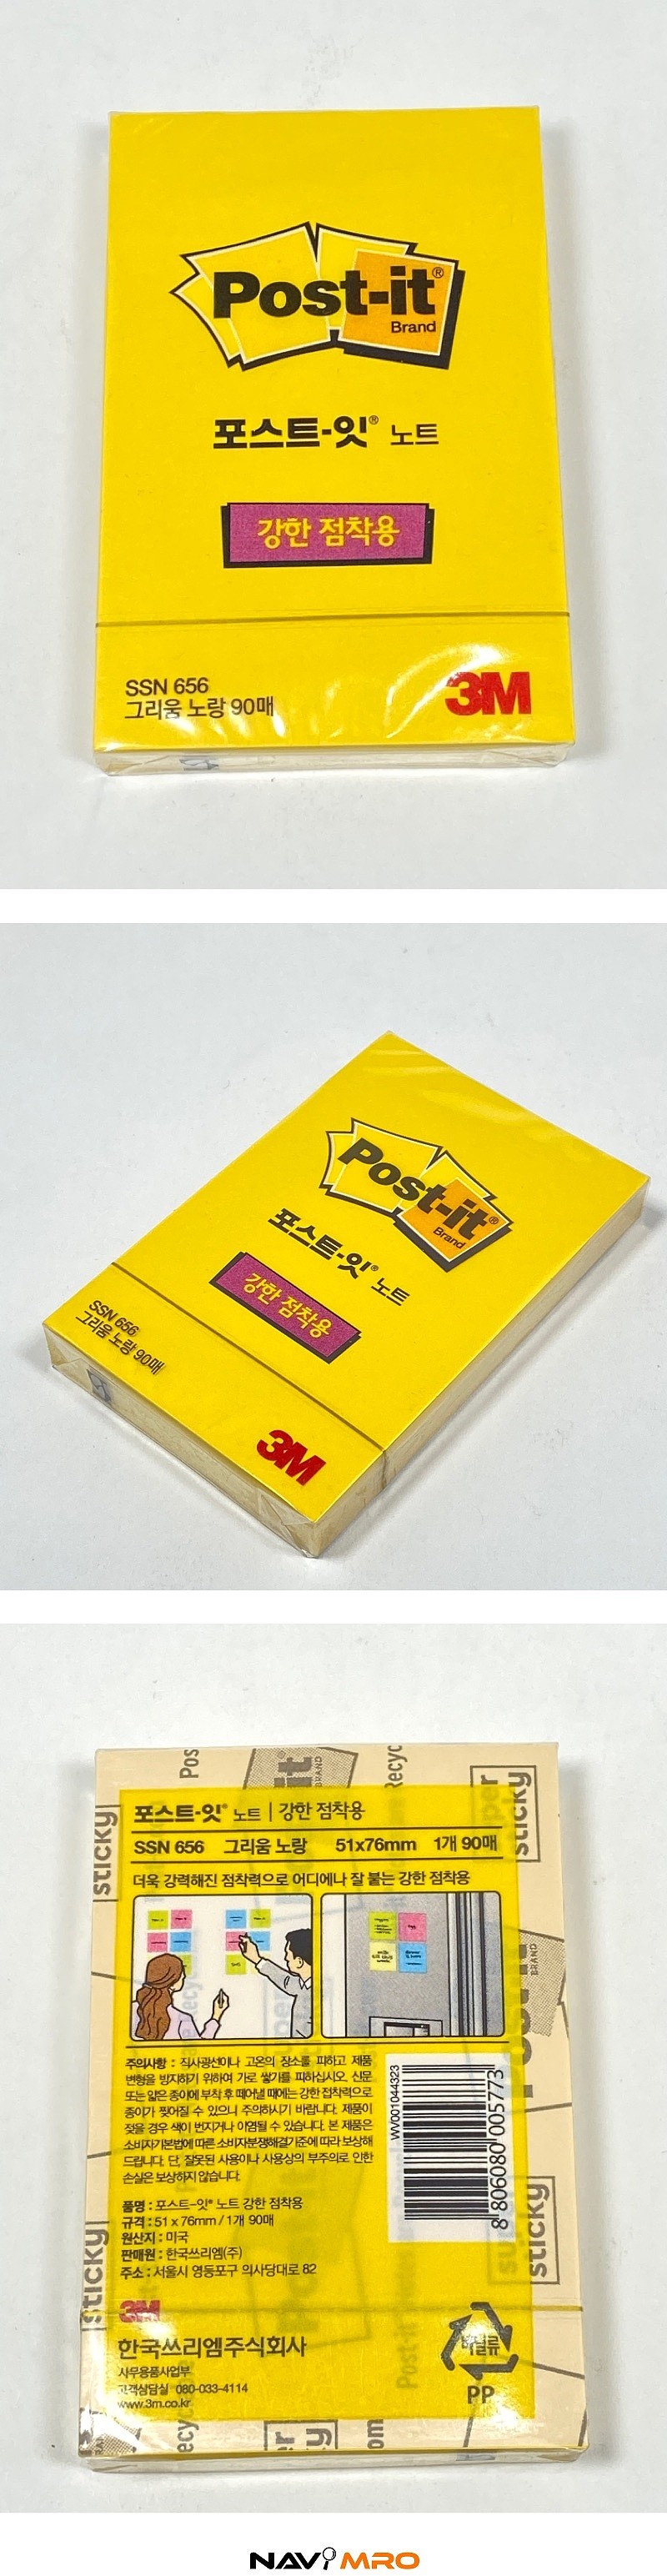 Post-it®
Brand
포스트-잇® 노트
강한 점착용
SSN 656
그리움 노랑 90매
3M
Post-it®
Brand
포스트-잇® 노트
강한 점착용
SSN 656
그리움 노랑 90매
3M
포스트-잇® 노트 | 강한 점착용
SSN 656 그리움 노랑 51x76mm 1개 90매
더욱 강력해진 점착력으로 어디에나 잘 붙는 강한 점착용
주의사항 : 직사광선이나 고온의 장소를 피하고 제품
변형을 방지하기 위하여 가로 쌓기를 피하십시오. 신문
또는 얇은 종이에 부착 후 떼어낼 때에는 강한 접착력으로
종이가 찢어질 수 있으니 주의하시기 바랍니다. 제품이
젖을 경우 색이 번지거나 이염될 수 있습니다. 본 제품은
소비자기본법에 따른 소비자분쟁해결기준에 따라 보상해
드립니다. 단, 잘못된 사용이나 사용상의 부주의로 인한
손실은 보상하지 않습니다.
WV001044323
8 806080 005773
품명 : 포스트-잇® 노트 강한 점착용
규격 : 51 x 76mm / 1개 90매
원산지 : 미국
판매원 : 한국쓰리엠(주)
주소 : 서울시 영등포구 의사당대로 82
3M
한국쓰리엠주식회사
사무용품사업부
고객상담실 080-033-4114
www.3m.co.kr
비닐류
PP
sticky
super
sticky
BRAND
sticky
sticky
NAVIMRO